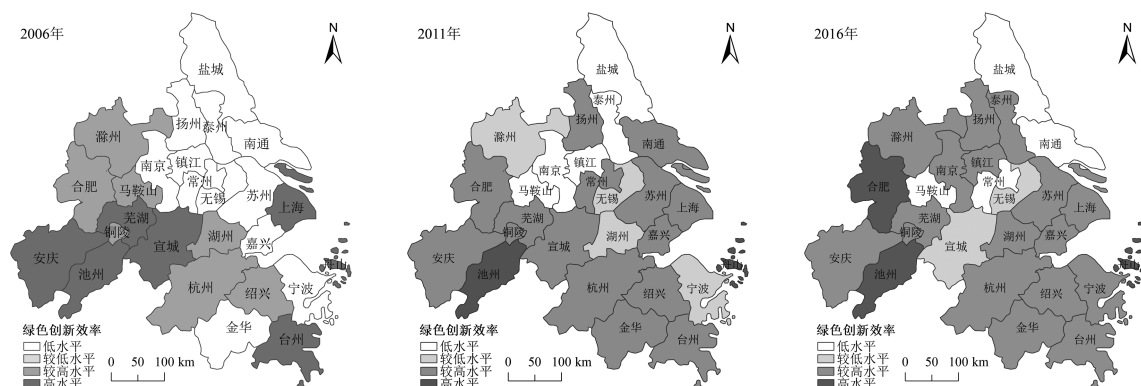 2006年
N
盐城
扬州
泰州
滁州
南通
南京
镇江
常州
合肥
马鞍山
无锡
苏州
上海
芜湖
铜陵
宣城
湖州
嘉兴
安庆
池州
杭州
绍兴
宁波
舟山
金华
台州
绿色创新效率
低水平
较低水平
较高水平
高水平
0 50 100 km
2011年
N
盐城
泰州
扬州
滁州
南通
南京
镇江
常州
合肥
马鞍山
无锡
苏州
上海
芜湖
铜陵
宣城
湖州
嘉兴
安庆
池州
杭州
绍兴
宁波
舟山
金华
台州
绿色创新效率
低水平
较低水平
较高水平
高水平
0 50 100 km
2016年
N
盐城
泰州
扬州
滁州
南通
南京
镇江
常州
合肥
马鞍山
无锡
苏州
上海
芜湖
铜陵
宣城
湖州
嘉兴
安庆
池州
杭州
绍兴
宁波
舟山
金华
台州
绿色创新效率
低水平
较低水平
较高水平
高水平
0 50 100 km